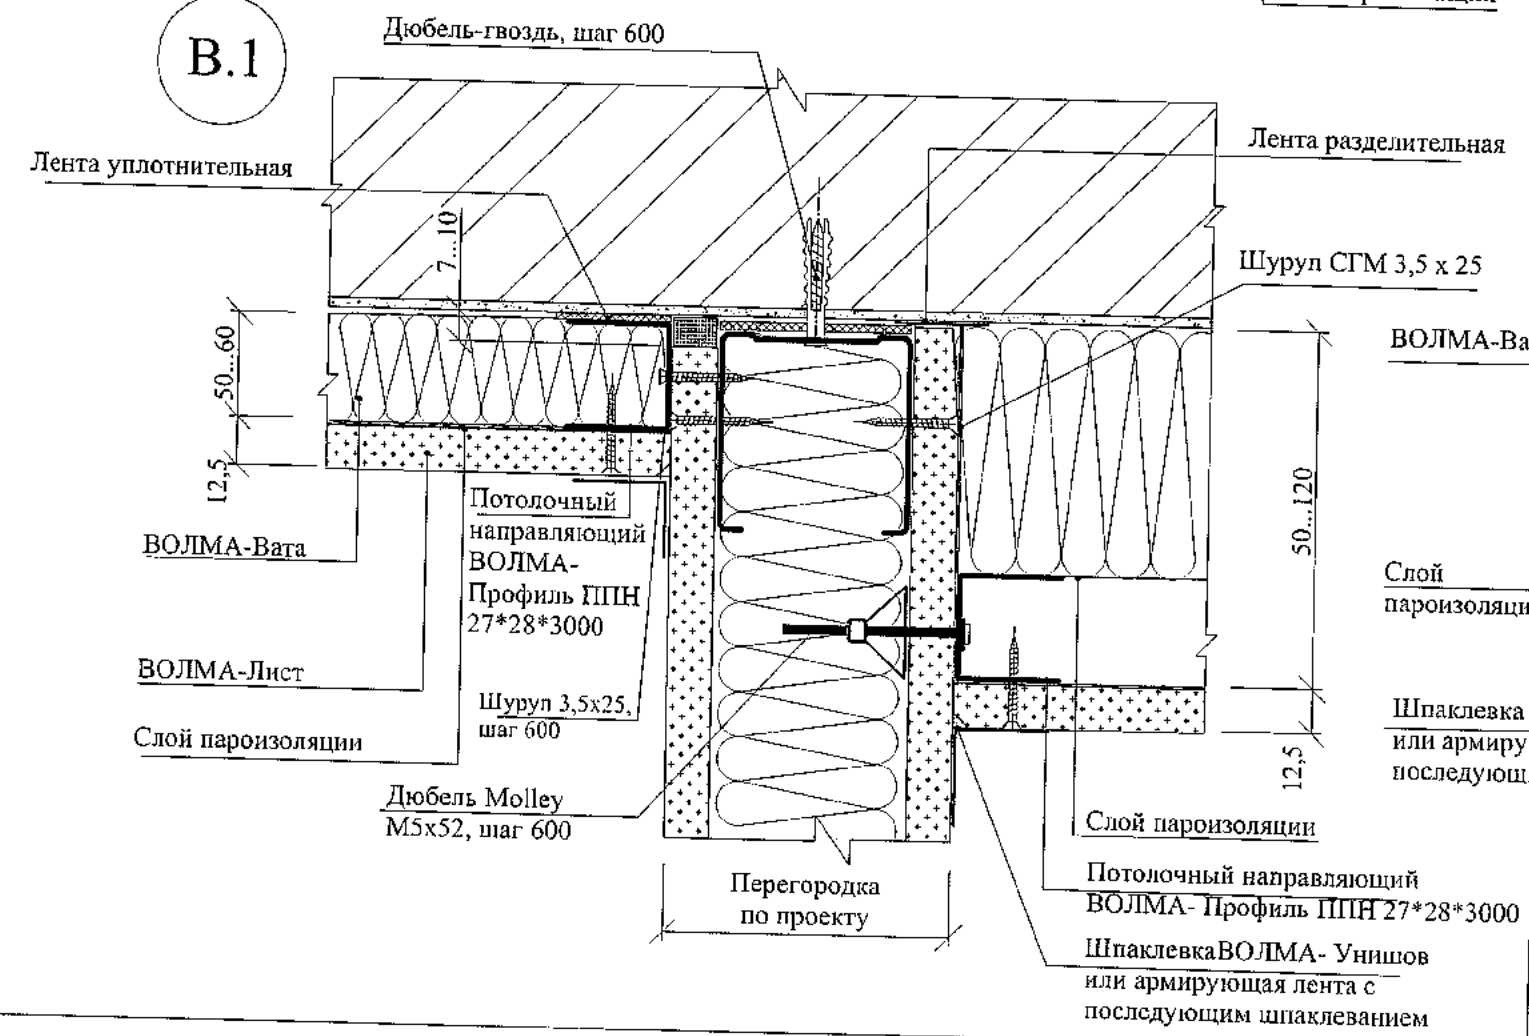 В.1
Дюбель-гвоздь, шаг 600
Лента уплотнительная
Лента разделительная
7...10
Шуруп СГМ 3,5 х 25
50...60
ВОЛМА-Ва
12,5
Потолочный
направляющий
ВОЛМА-
Профиль ППН
27*28*3000
50...120
ВОЛМА-Вата
Слой
пароизоляци
ВОЛМА-Лист
Шуруп 3,5х25,
шаг 600
Слой пароизоляции
Шпаклевка
или армиру
последующ
12,5
Дюбель Molley
М5х52, шаг 600
Слой пароизоляции
Перегородка
по проекту
Потолочный направляющий
ВОЛМА- Профиль ППН 27*28*3000
ШпаклевкаВОЛМА- Унишов
или армирующая лента с
последующим шпаклеванием